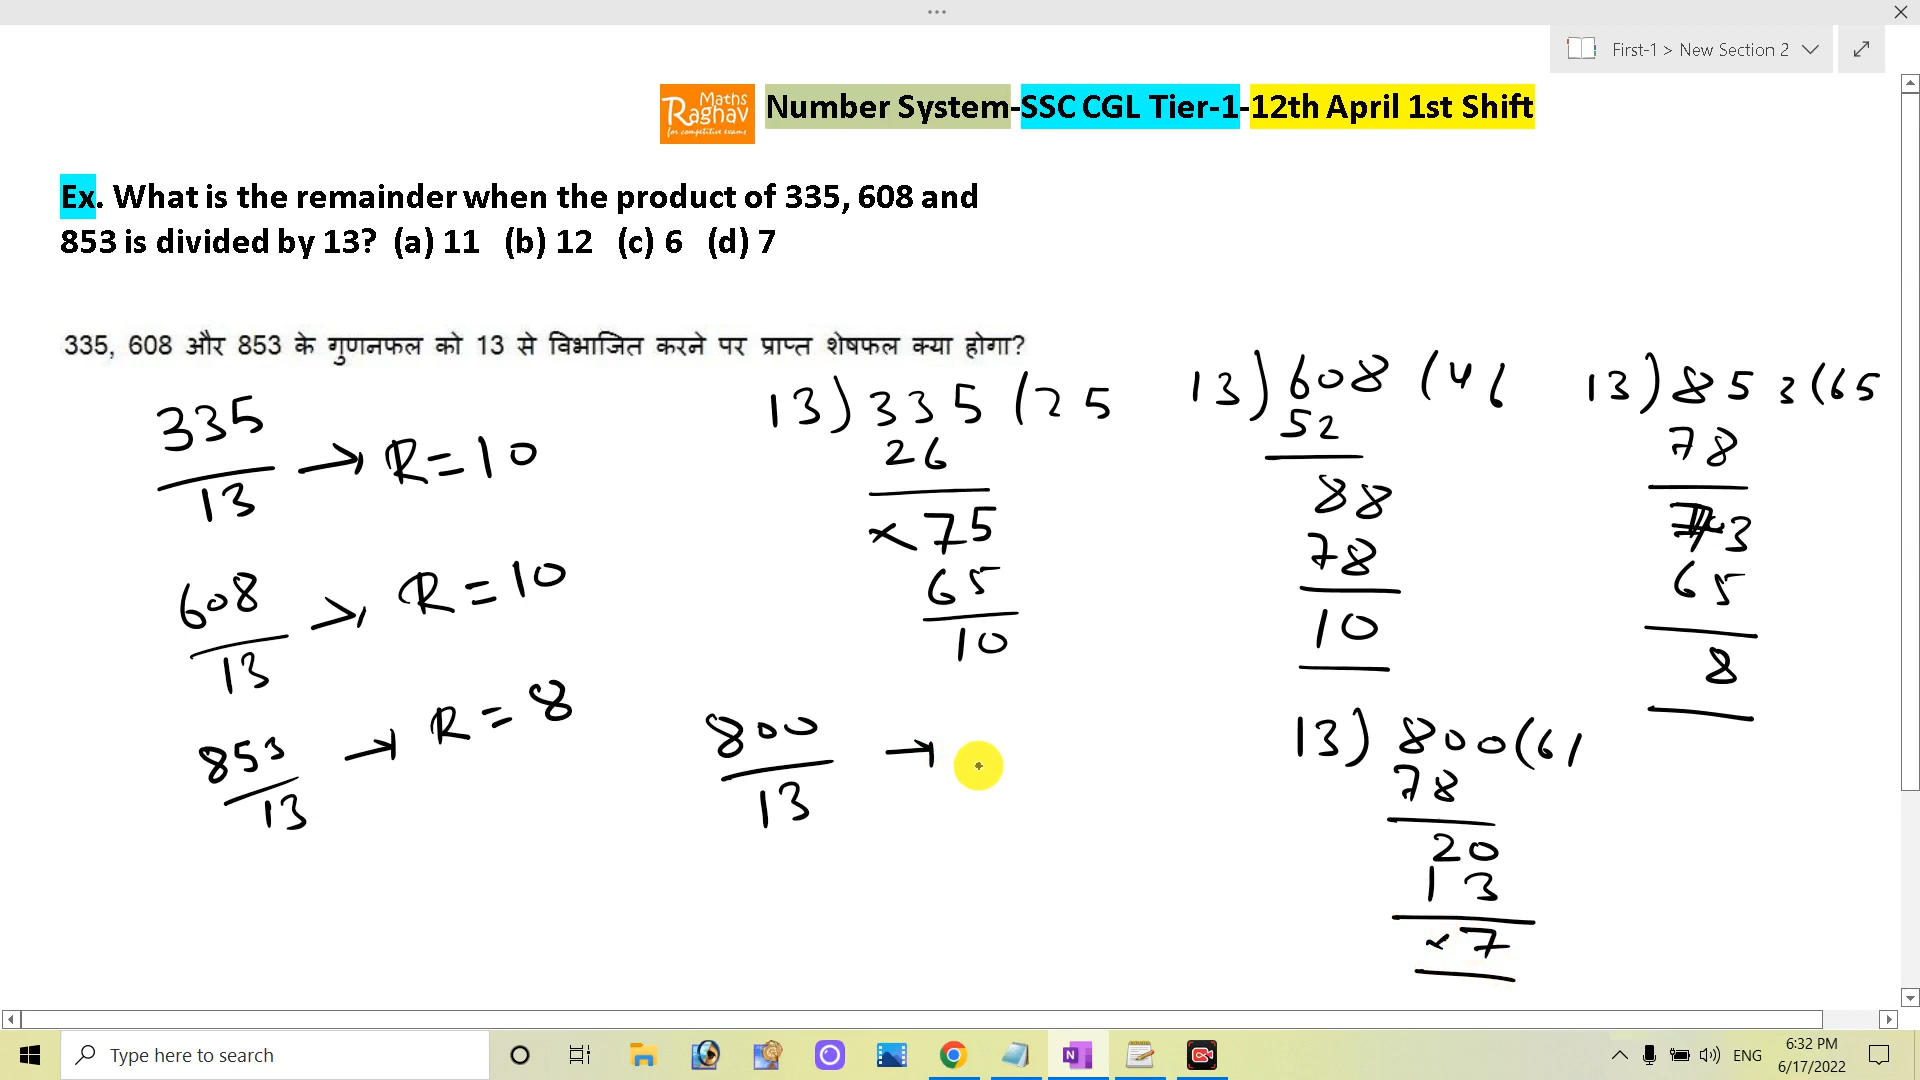 First-1 > New Section 2
Maths
Raghav
for competitive exams
Number System-SSC CGL Tier-1-12th April 1st Shift
Ex. What is the remainder when the product of 335, 608 and
853 is divided by 13? (a) 11 (b) 12 (c) 6 (d) 7
335, 608 और 853 के गुणनफल को 13 से विभाजित करने पर प्राप्त शेषफल क्या होगा?
335
13
→ R=10
608
13
→ R=10
853
13
→ R=8
13)335(25
26
×75
65
10
13)608(46
52
88
78
10
13)853(65
78
73
65
8
800
13
→
13)800(61
78
20
13
×7
Type here to search
ENG
6:32 PM
6/17/2022